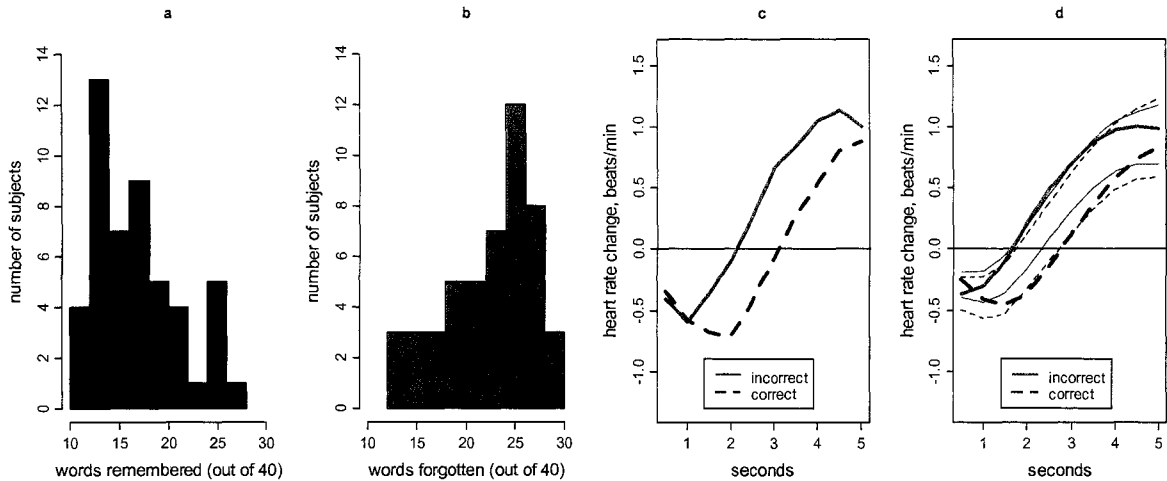 a
number of subjects
14
12
10
8
6
4
2
0
10 15 20 25 30
words remembered (out of 40)
b
number of subjects
14
12
10
8
6
4
2
0
10 15 20 25 30
words forgotten (out of 40)
c
heart rate change, beats/min
1.5
1.0
0.5
0.0
-0.5
-1.0
incorrect
correct
1 2 3 4 5
seconds
d
heart rate change, beats/min
1.5
1.0
0.5
0.0
-0.5
-1.0
incorrect
correct
1 2 3 4 5
seconds